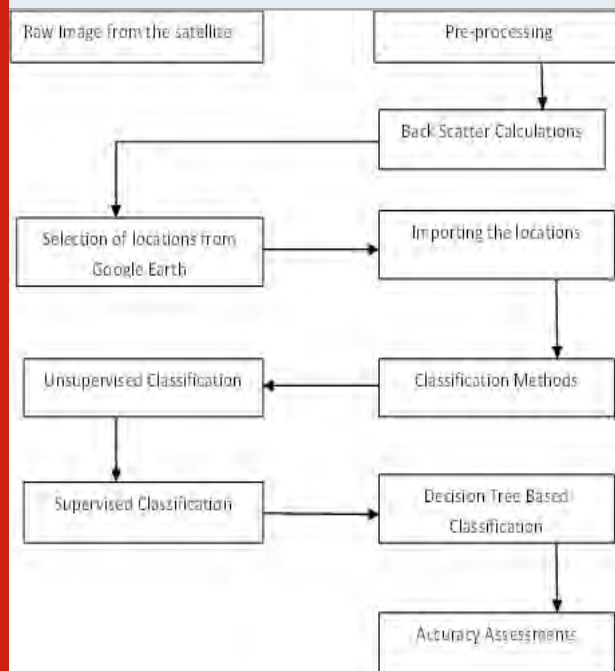 Raw Image from the satellite
Pre-processing
Back Scatter Calculations
Selection of locations from
Google Earth
Importing the locations
Classification Methods
Unsupervised Classification
Supervised Classification
Decision Tree Based
Classification
Accuracy Assessments